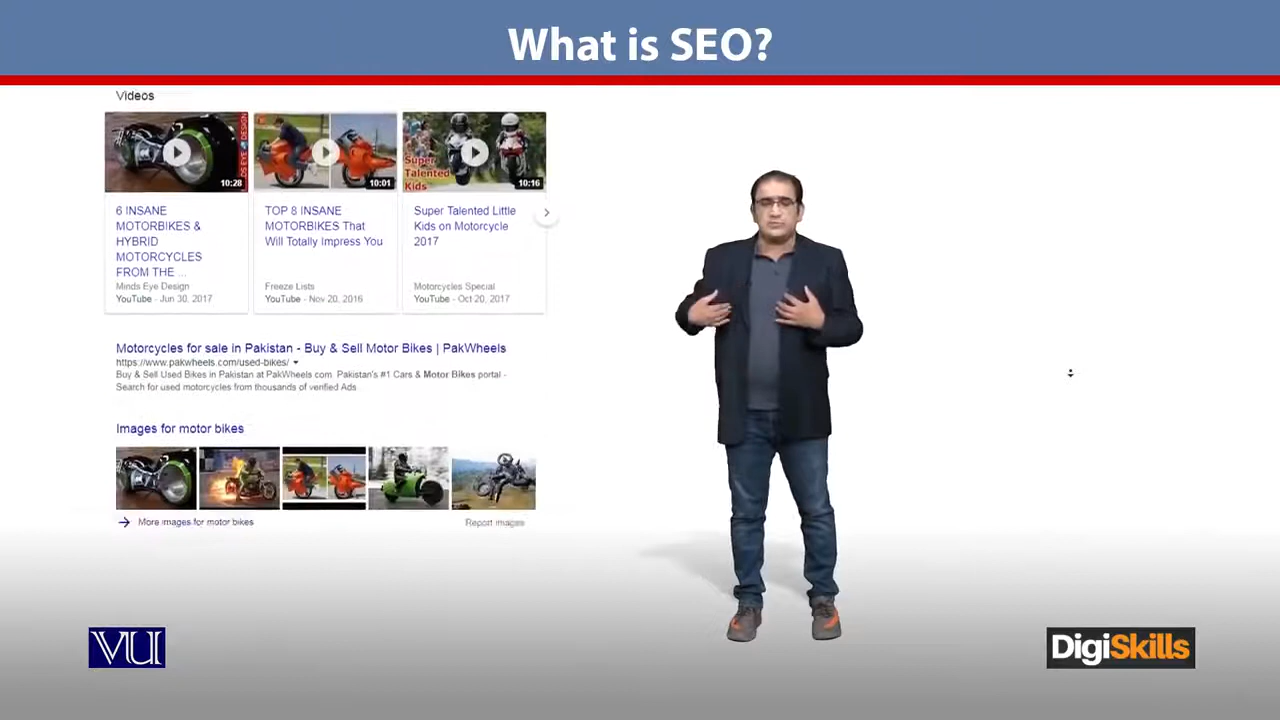 What is SEO?
Videos
10:28
10:01
Super
Talented
Kids
10:16
6 INSANE
MOTORBIKES &
HYBRID
MOTORCYCLES
FROM THE ...
Minds Eye Design
YouTube - Jun 30, 2017
TOP 8 INSANE
MOTORBIKES That
Will Totally Impress You
Freeze Lists
YouTube - Nov 20, 2016
Super Talented Little
Kids on Motorcycle
2017
Motorcycles Special
YouTube - Oct 20, 2017
Motorcycles for sale in Pakistan - Buy & Sell Motor Bikes | PakWheels
https://www.pakwheels.com/used-bikes/
Buy & Sell Used Bikes in Pakistan at PakWheels.com. Pakistan's #1 Cars & Motor Bikes portal -
Search for used motorcycles from thousands of verified Ads
Images for motor bikes
More images for motor bikes
Report images
VU
DigiSkills